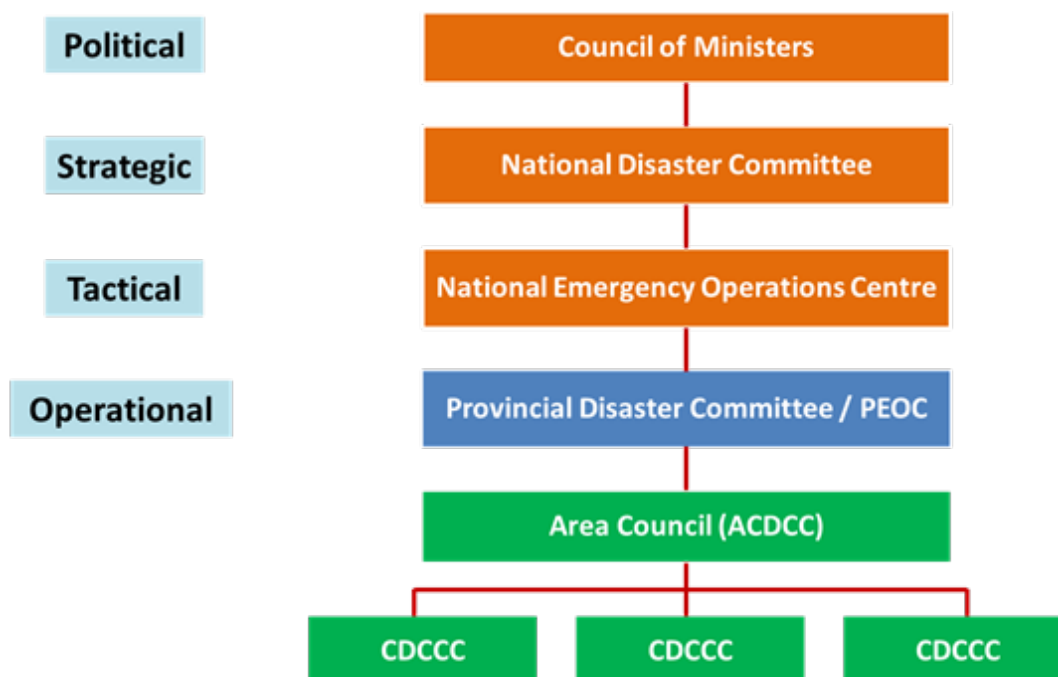 Political
Council of Ministers
Strategic
National Disaster Committee
Tactical
National Emergency Operations Centre
Operational
Provincial Disaster Committee / PEOC
Area Council (ACDCC)
CDCCC
CDCCC
CDCCC